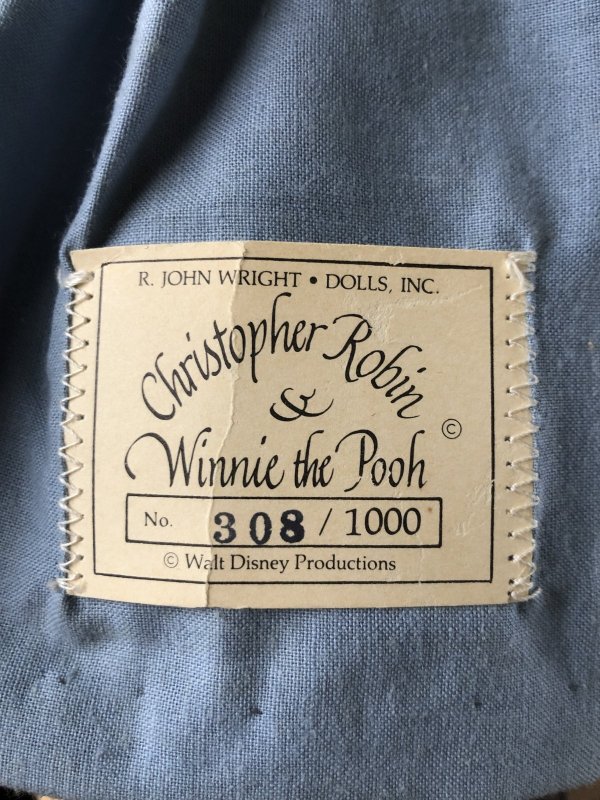 R. JOHN WRIGHT • DOLLS, INC.
Christopher Robin
&
Winnie the Pooh ©
No. 308 / 1000
© Walt Disney Productions